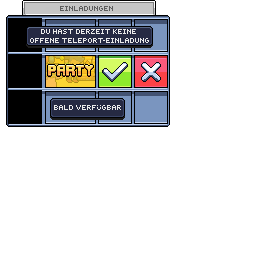 EINLADUNGEN
DU HAST DERZEIT KEINE
OFFENE TELEPORT-EINLADUNG
PARTY
BALD VERFÜGBAR